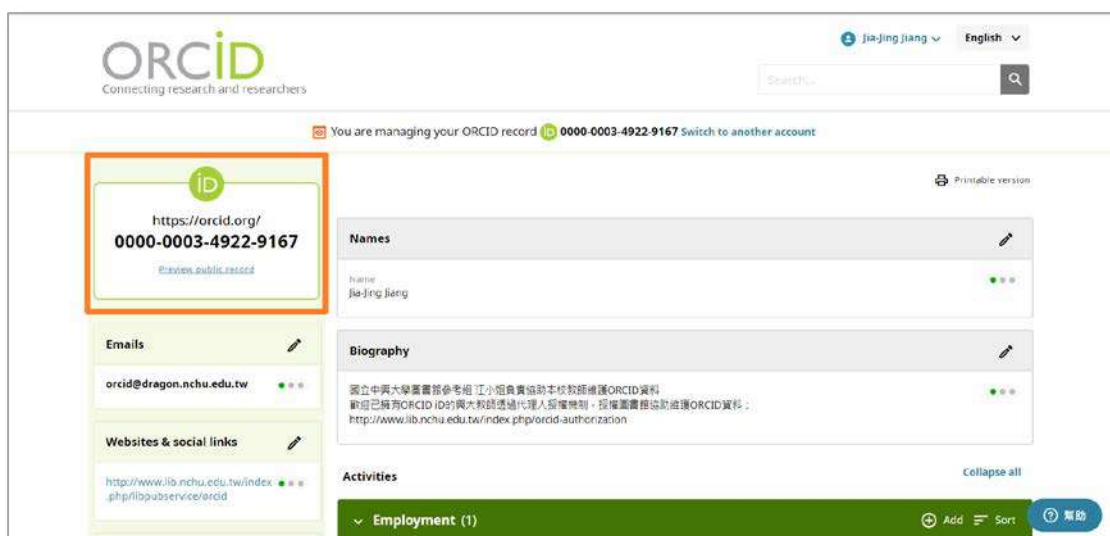 ORCiD
Connecting research and researchers
Jia-Jing Jiang
English
Search...
You are managing your ORCID record iD 0000-0003-4922-9167 Switch to another account
iD
https://orcid.org/
0000-0003-4922-9167
Preview public record
Printable version
Names
Name
Jia-Jing Jiang
Emails
orcid@dragon.nchu.edu.tw
Biography
國立中興大學圖書館參考組 江小姐負責協助本校教師維護ORCID資料
歡迎已擁有ORCID iD的興大教師透過代理人授權機制，授權圖書館協助維護ORCID資料：
http://www.lib.nchu.edu.tw/index.php/orcid-authorization
Websites & social links
http://www.lib.nchu.edu.tw/index
.php/libpubservice/orcid
Activities
Collapse all
Employment (1)
Add
Sort
幫助